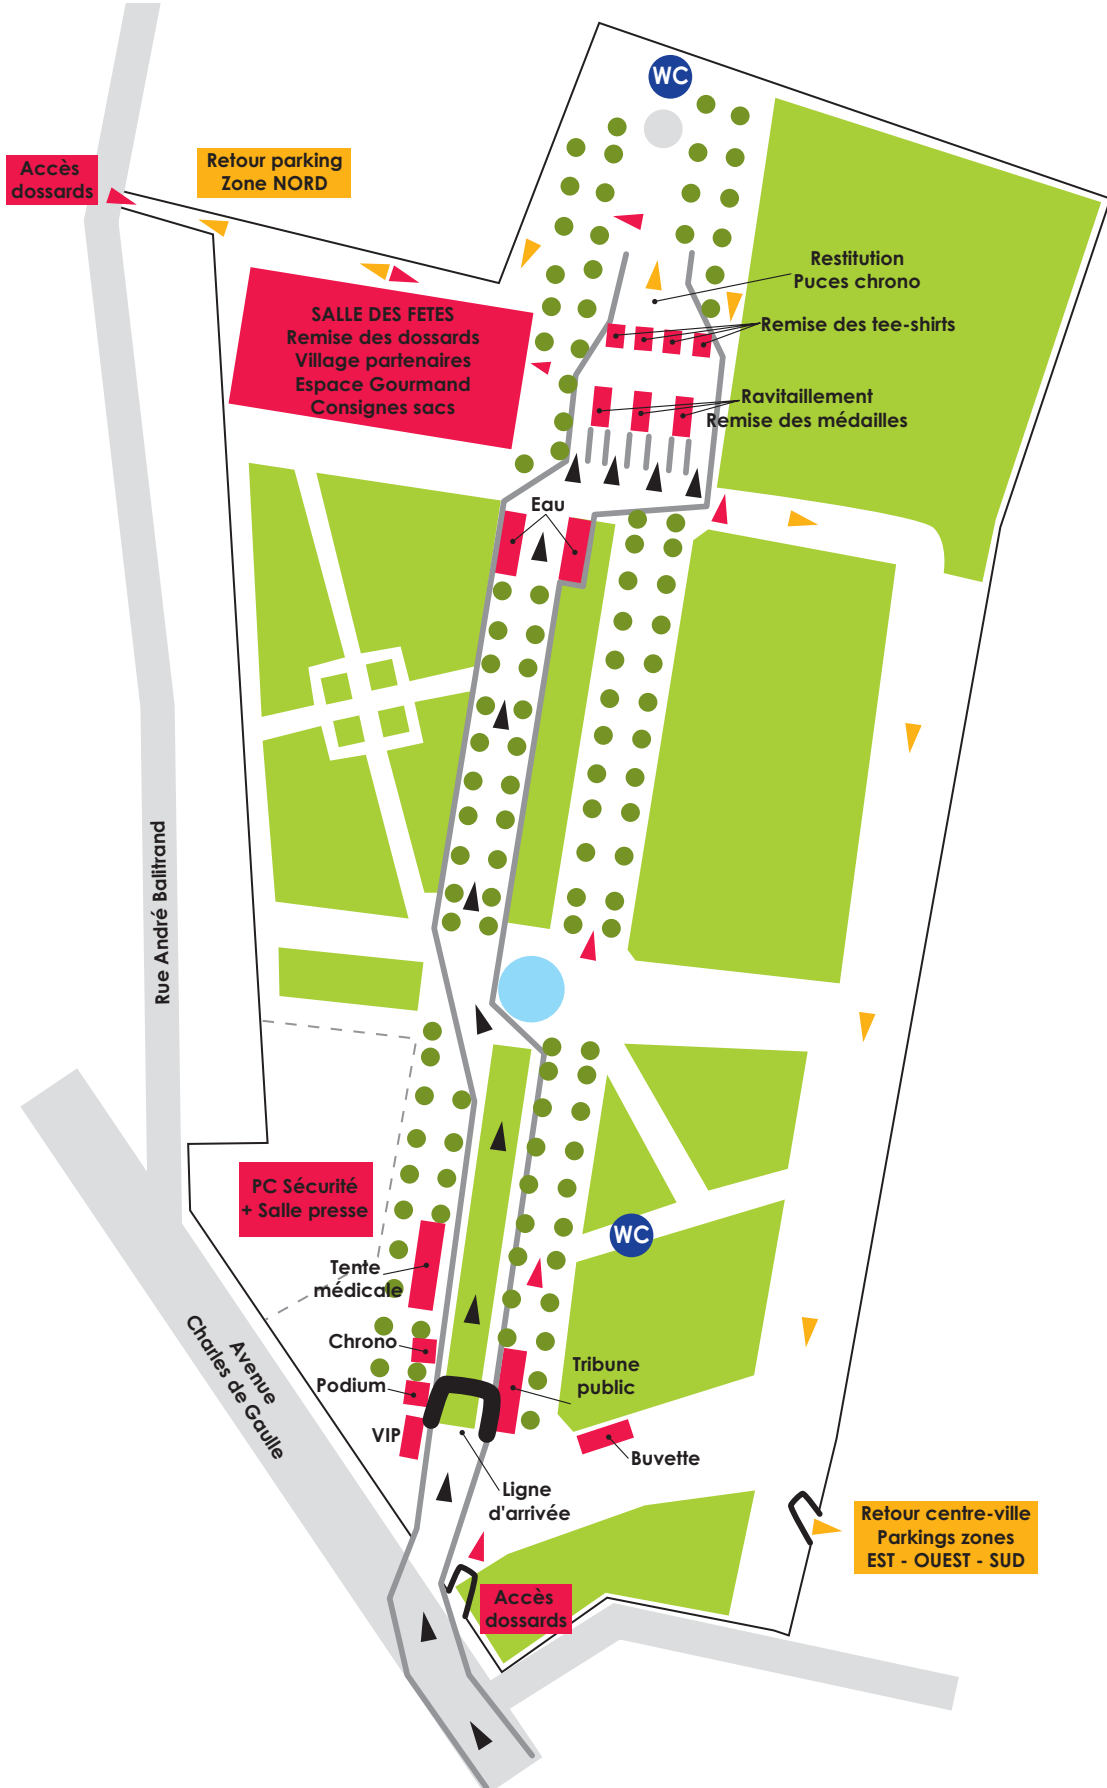 WC
Accès
dossards
Retour parking
Zone NORD
Restitution
Puces chrono
SALLE DES FETES
Remise des dossards
Village partenaires
Espace Gourmand
Consignes sacs
Remise des tee-shirts
Ravitaillement
Remise des médailles
Eau
Rue André Balitrand
PC Sécurité
+ Salle presse
WC
Tente
médicale
Chrono
Podium
VIP
Avenue
Charles de Gaulle
Tribune
public
Buvette
Ligne
d'arrivée
Retour centre-ville
Parkings zones
EST - OUEST - SUD
Accès
dossards